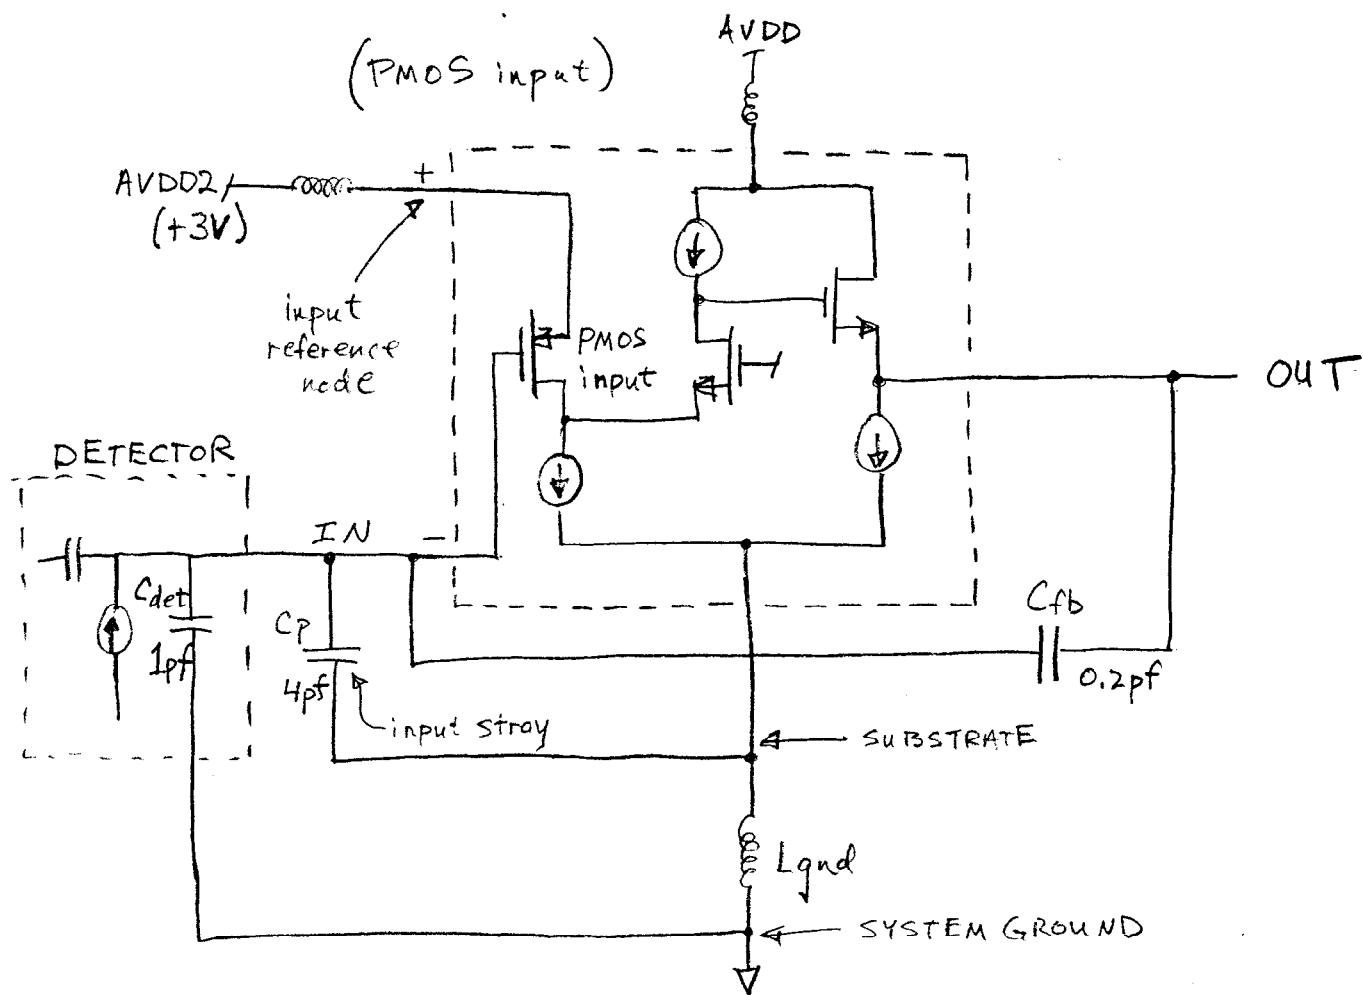 (PMOS input)
AVDD
AVDD2
(+3V)
+
input
reference
node
PMOS
input
OUT
DETECTOR
IN
−
Cdet
1pf
Cp
4pf
input stray
Cfb
0.2pf
SUBSTRATE
Lgnd
SYSTEM GROUND